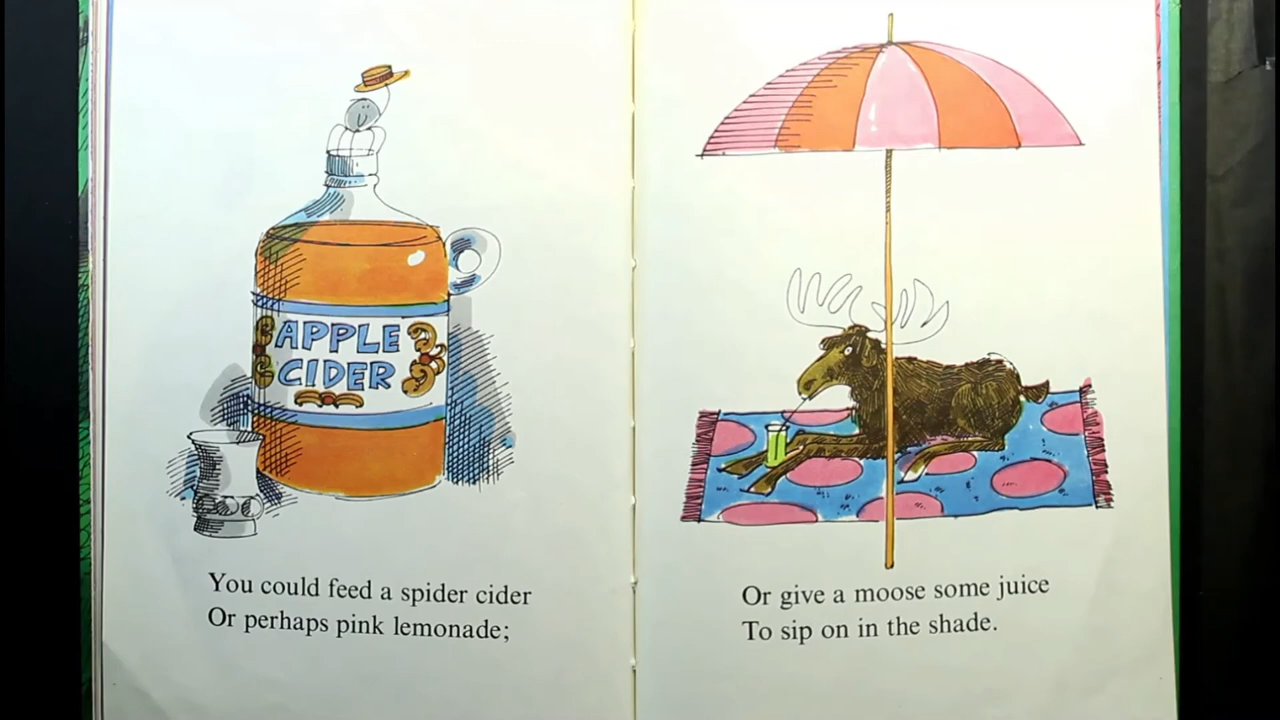 APPLE
CIDER
You could feed a spider cider
Or perhaps pink lemonade;
Or give a moose some juice
To sip on in the shade.